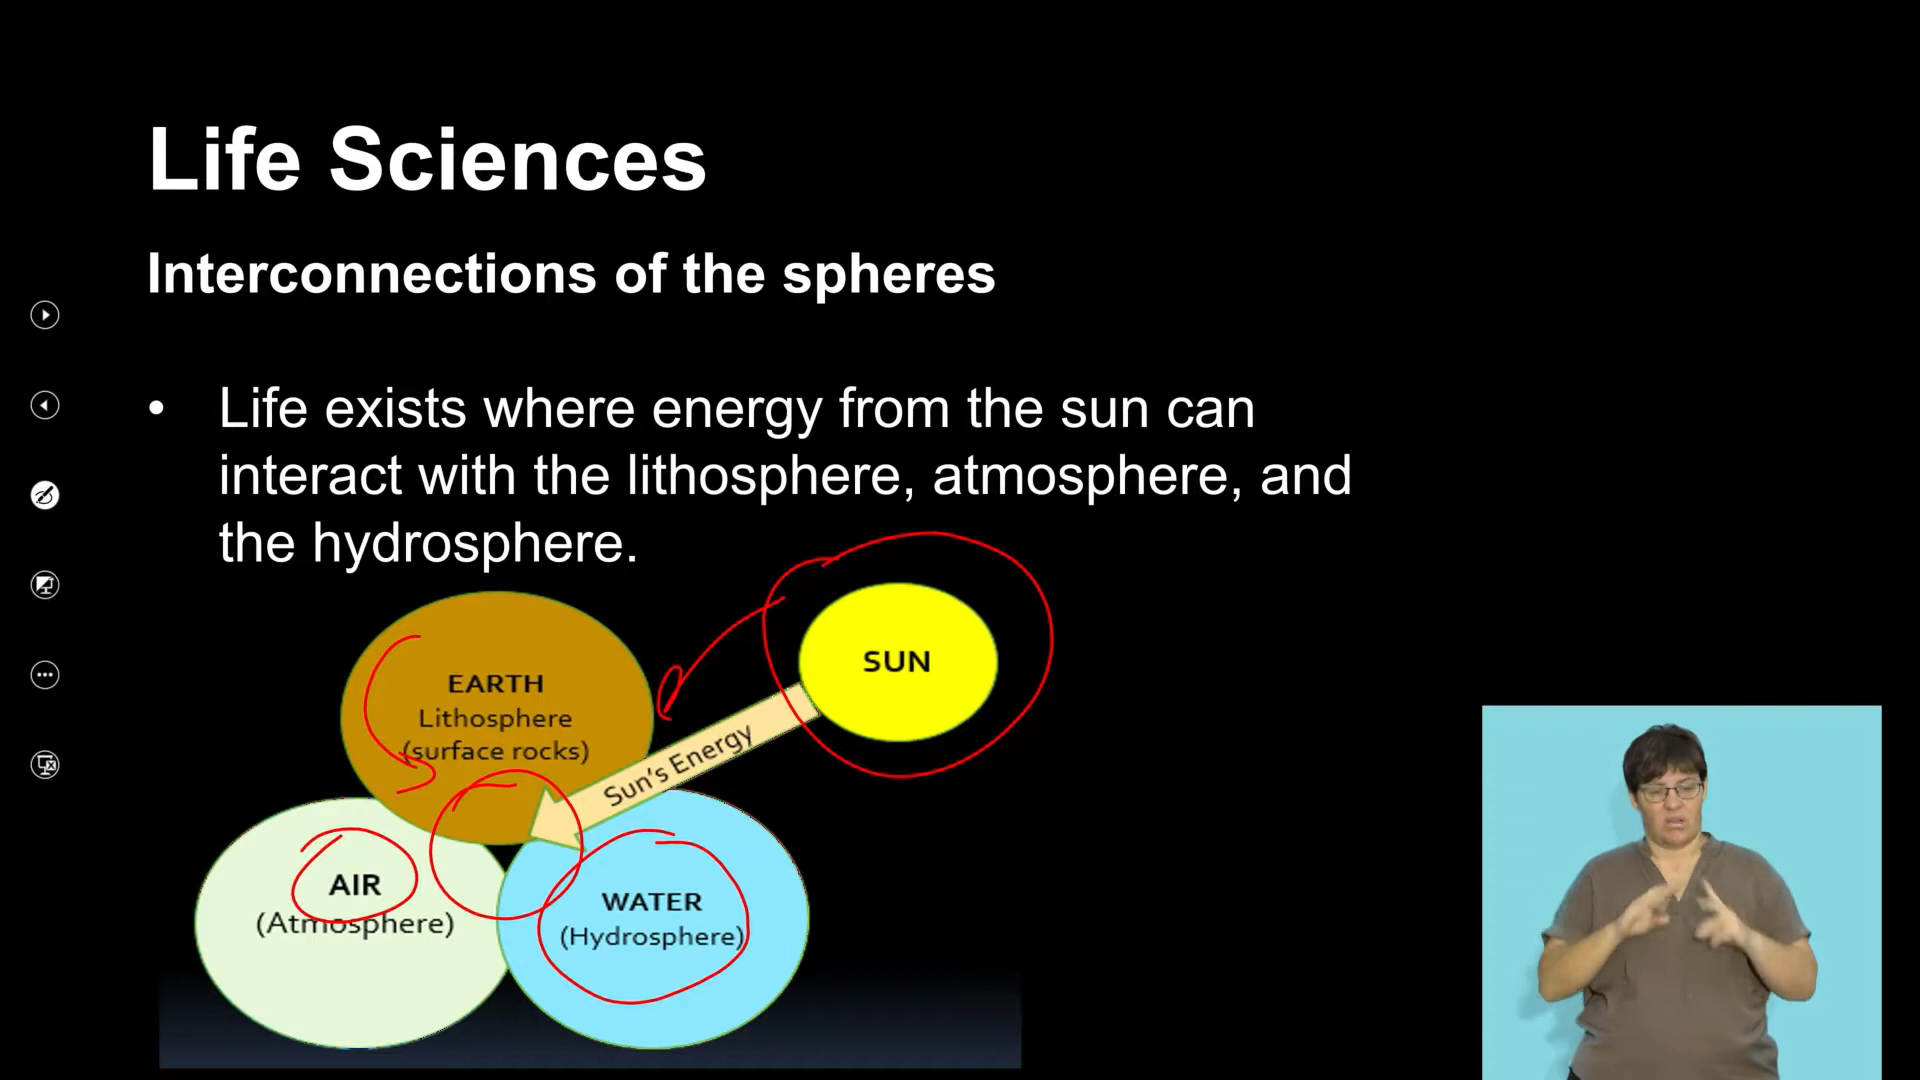 Life Sciences
Interconnections of the spheres
• Life exists where energy from the sun can
interact with the lithosphere, atmosphere, and
the hydrosphere.
SUN
EARTH
Lithosphere
(surface rocks)
Sun's Energy
AIR
(Atmosphere)
WATER
(Hydrosphere)